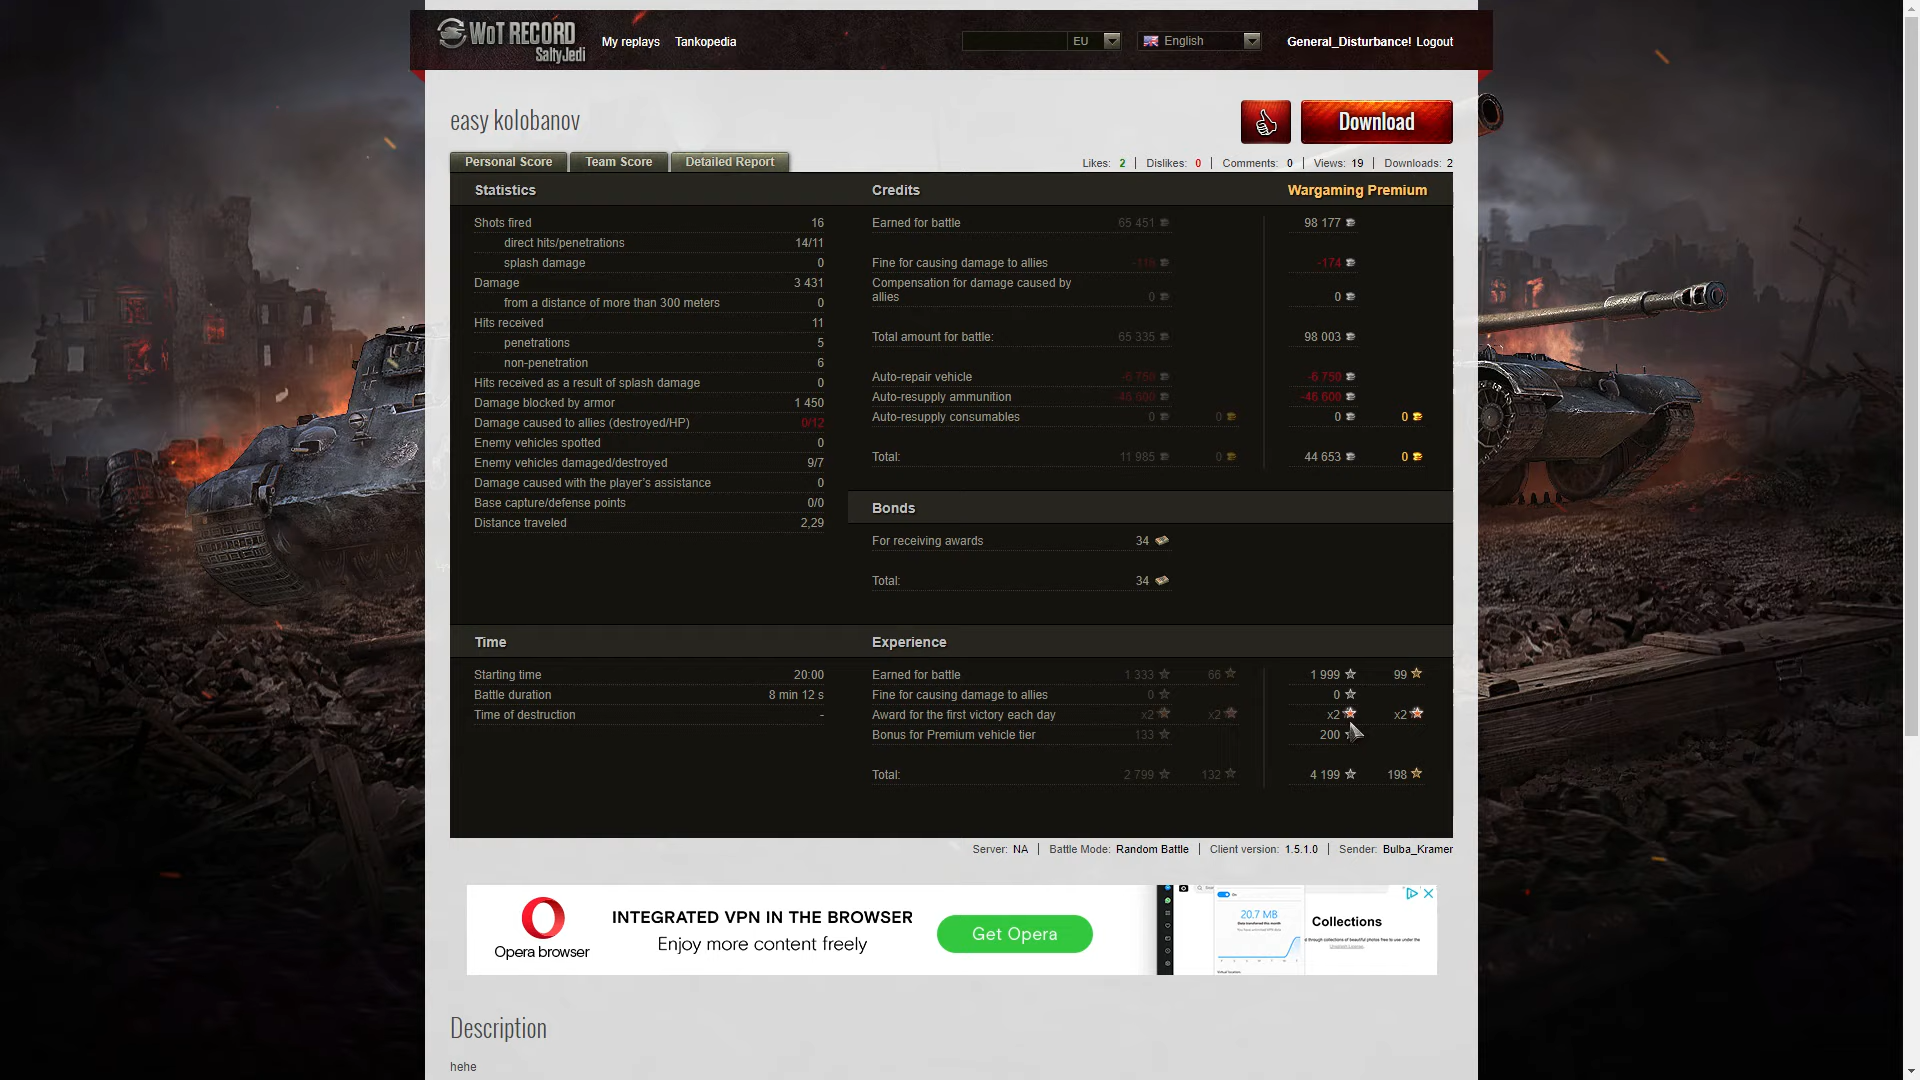 WoT RECORD
SaltyJedi
My replays
Tankopedia
EU
English
General_Disturbance! Logout
easy kolobanov
Download
Personal Score
Team Score
Detailed Report
Likes: 2 | Dislikes: 0 | Comments: 0 | Views: 19 | Downloads: 2
Statistics
Shots fired 16
direct hits/penetrations 14/11
splash damage 0
Damage 3 431
from a distance of more than 300 meters 0
Hits received 11
penetrations 5
non-penetration 6
Hits received as a result of splash damage 0
Damage blocked by armor 1 450
Damage caused to allies (destroyed/HP) 0/12
Enemy vehicles spotted 0
Enemy vehicles damaged/destroyed 9/7
Damage caused with the player's assistance 0
Base capture/defense points 0/0
Distance traveled 2,29
Credits Wargaming Premium
Earned for battle 65 451 98 177
Fine for causing damage to allies -116 -174
Compensation for damage caused by
allies 0 0
Total amount for battle: 65 335 98 003
Auto-repair vehicle -6 750 -6 750
Auto-resupply ammunition -46 600 -46 600
Auto-resupply consumables 0 0 0 0
Total: 11 985 0 44 653 0
Bonds
For receiving awards 34
Total: 34
Time
Starting time 20:00
Battle duration 8 min 12 s
Time of destruction -
Experience
Earned for battle 1 333 66 1 999 99
Fine for causing damage to allies 0 0
Award for the first victory each day x2 x2 x2 x2
Bonus for Premium vehicle tier 133 200
Total: 2 799 132 4 199 198
Server: NA | Battle Mode: Random Battle | Client version: 1.5.1.0 | Sender: Bulba_Kramer
Opera browser
INTEGRATED VPN IN THE BROWSER
Enjoy more content freely
Get Opera
20.7 MB
Collections
Description
hehe